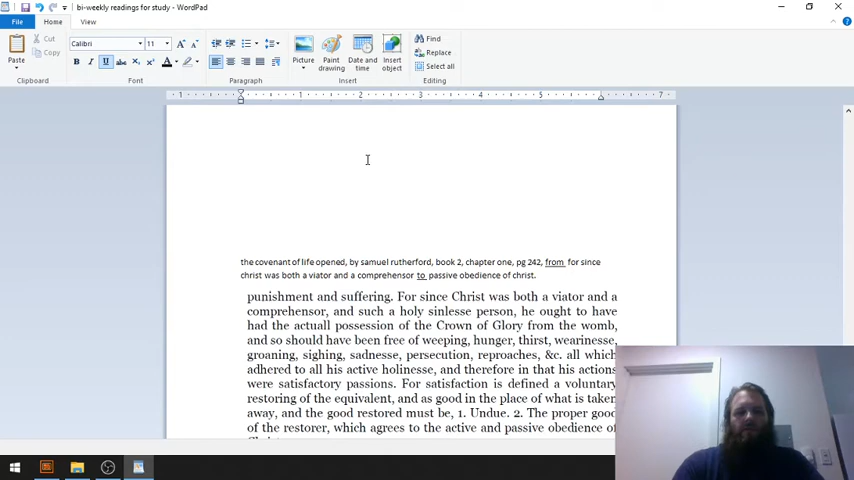 bi-weekly readings for study - WordPad
File
Home
View
Cut
Copy
Paste
Clipboard
Calibri
11
Font
Paragraph
Picture
Paint drawing
Date and time
Insert object
Insert
Find
Replace
Select all
Editing
1 1 2 3 4 5 7
the covenant of life opened, by samuel rutherford, book 2, chapter one, pg 242, from for since
christ was both a viator and a comprehensor to passive obedience of christ.
punishment and suffering. For since Christ was both a viator and a
comprehensor, and such a holy sinlesse person, he ought to have
had the actuall possession of the Crown of Glory from the womb,
and so should have been free of weeping, hunger, thirst, wearinesse,
groaning, sighing, sadnesse, persecution, reproaches, &c. all which
adhered to all his active holinesse, and therefore in that his actions
were satisfactory passions. For satisfaction is defined a voluntary
restoring of the equivalent, and as good in the place of what is taken
away, and the good restored must be, 1. Undue. 2. The proper good
of the restorer, which agrees to the active and passive obedience of